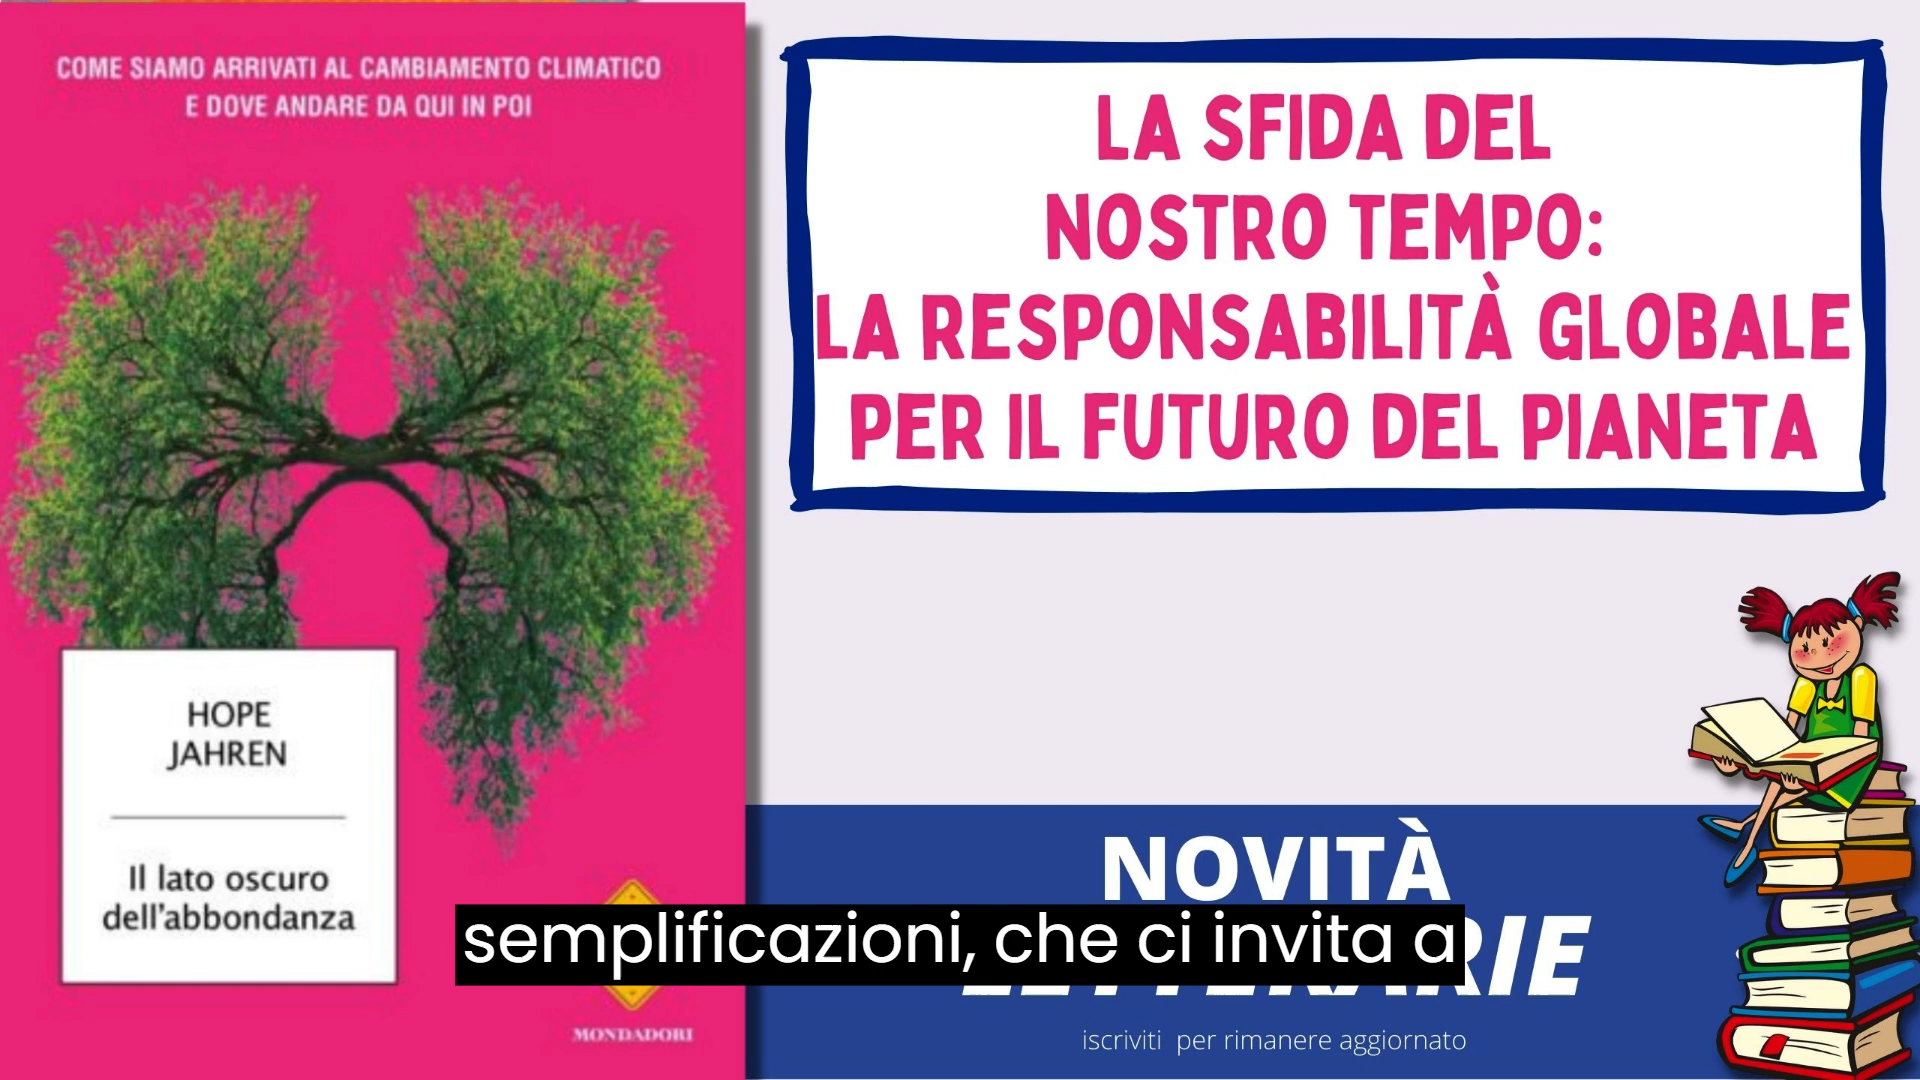 COME SIAMO ARRIVATI AL CAMBIAMENTO CLIMATICO
E DOVE ANDARE DA QUI IN POI
HOPE
JAHREN
Il lato oscuro
dell'abbondanza
MONDADORI
LA SFIDA DEL
NOSTRO TEMPO:
LA RESPONSABILITÀ GLOBALE
PER IL FUTURO DEL PIANETA
NOVITÀ
semplificazioni, che ci invita a
iscriviti per rimanere aggiornato